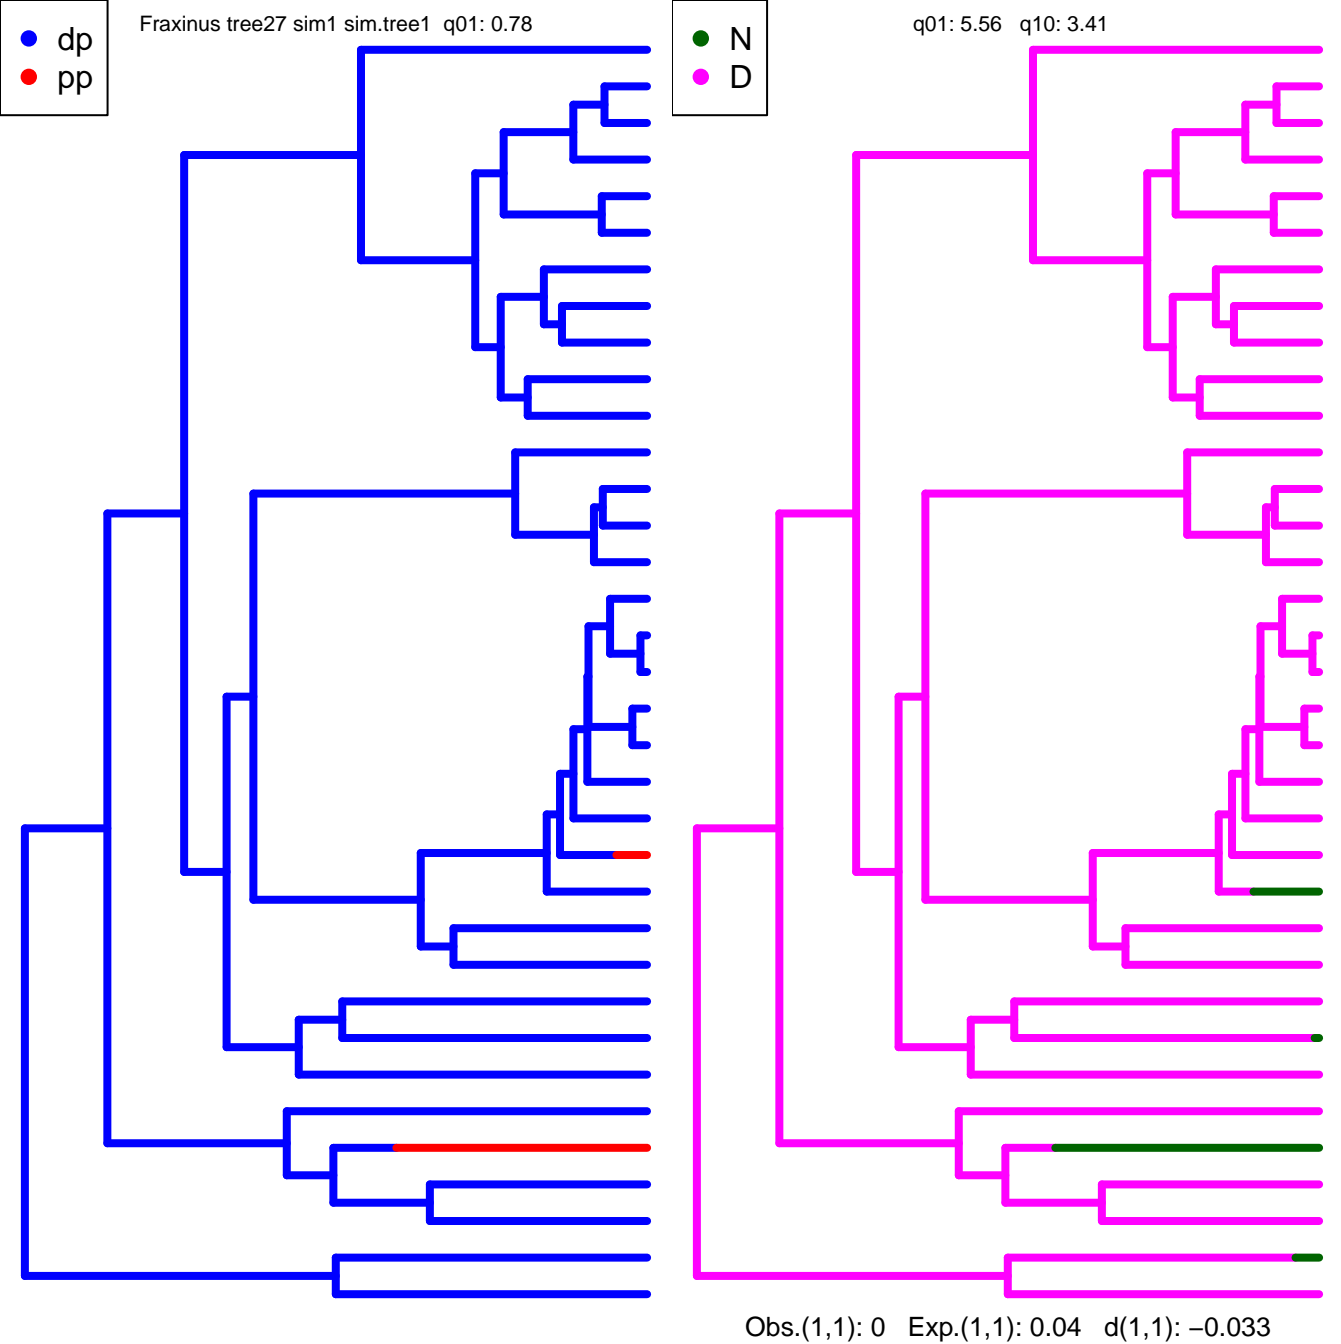 Fraxinus tree27 sim1 sim.tree1 q01: 0.78
dp
pp
q01: 5.56 q10: 3.41
N
D
Obs.(1,1): 0 Exp.(1,1): 0.04 d(1,1): −0.033